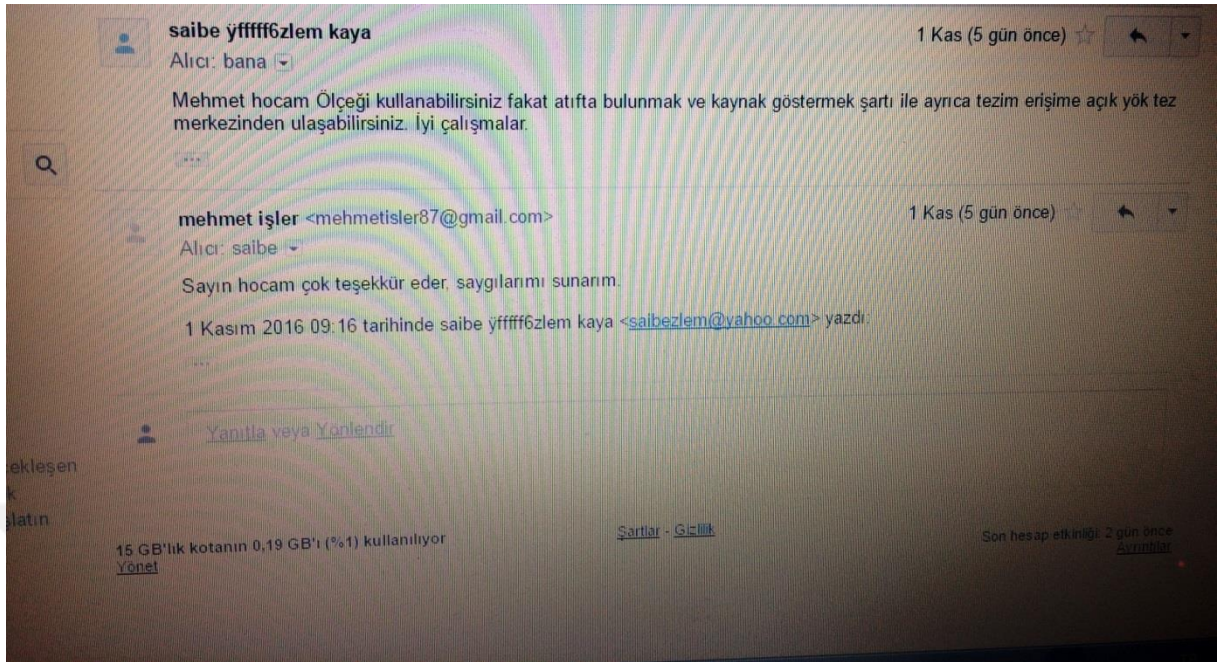 saibe ÿfffff6zlem kaya
1 Kas (5 gün önce)
Alıcı: bana
Mehmet hocam Ölçeği kullanabilirsiniz fakat atıfta bulunmak ve kaynak göstermek şartı ile ayrıca tezim erişime açık yök tez
merkezinden ulaşabilirsiniz. İyi çalışmalar.
mehmet işler <mehmetisler87@gmail.com>
1 Kas (5 gün önce)
Alıcı: saibe
Sayın hocam çok teşekkür eder, saygılarımı sunarım.
1 Kasım 2016 09:16 tarihinde saibe ÿfffff6zlem kaya <saibezlem@yahoo.com> yazdı:
Yanıtla veya Yönlendir
ekleşen
k
şlatın
15 GB'lık kotanın 0,19 GB'ı (%1) kullanılıyor
Yönet
Şartlar - Gizlilik
Son hesap etkinliği: 2 gün önce
Ayrıntılar